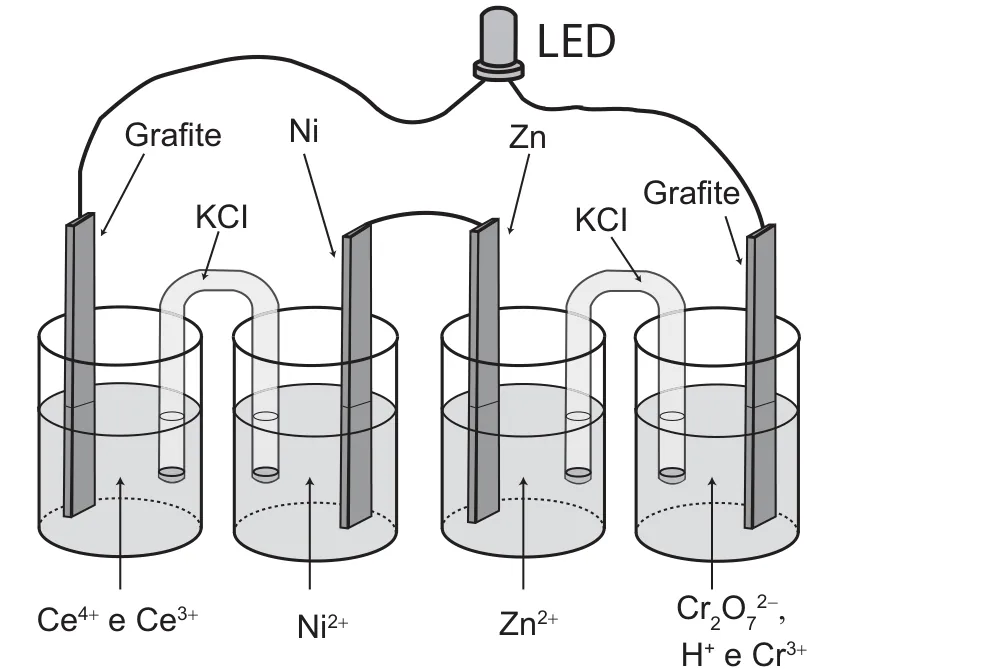 LED
Grafite
Ni
Zn
KCl
KCl
Grafite
Ce⁴⁺ e Ce³⁺
Ni²⁺
Zn²⁺
Cr₂O₇²⁻,
H⁺ e Cr³⁺